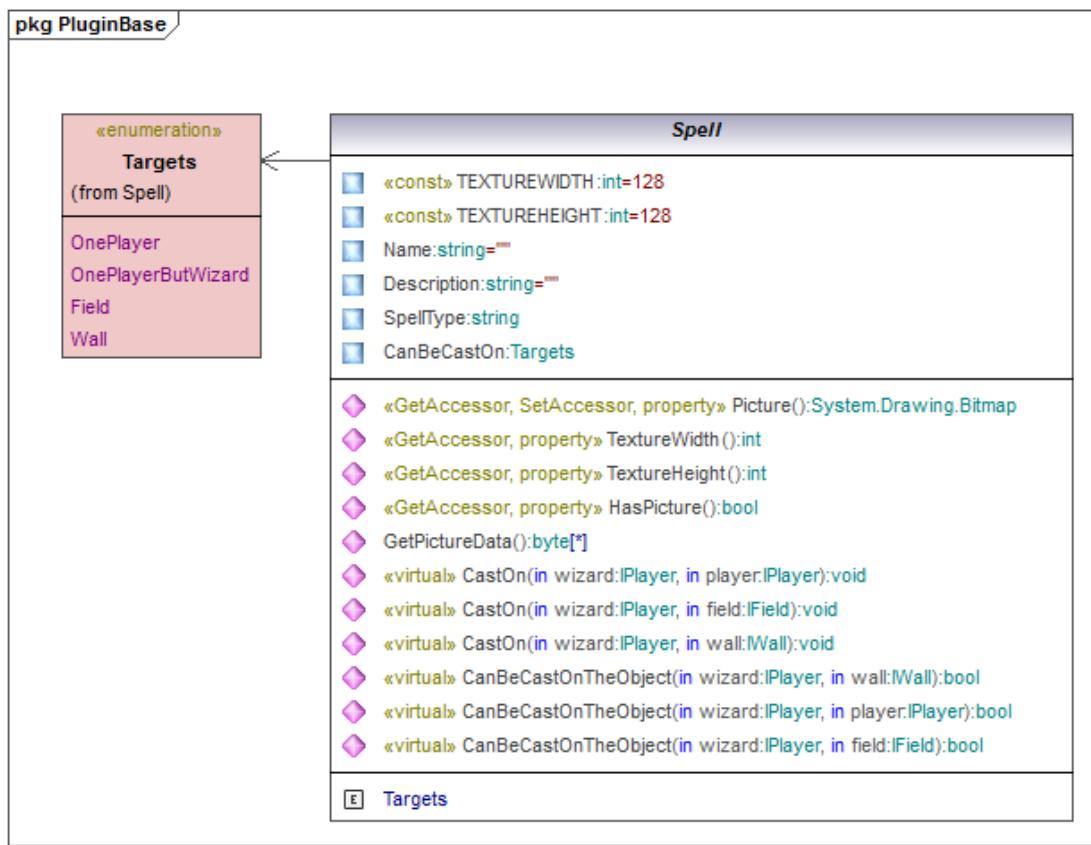 pkg PluginBase
«enumeration»
Targets
(from Spell)
OnePlayer
OnePlayerButWizard
Field
Wall
Spell
«const» TEXTUREWIDTH:int=128
«const» TEXTUREHEIGHT:int=128
Name:string=""
Description:string=""
SpellType:string
CanBeCastOn:Targets
«GetAccessor, SetAccessor, property» Picture():System.Drawing.Bitmap
«GetAccessor, property» TextureWidth():int
«GetAccessor, property» TextureHeight():int
«GetAccessor, property» HasPicture():bool
GetPictureData():byte[*]
«virtual» CastOn(in wizard:IPlayer, in player:IPlayer):void
«virtual» CastOn(in wizard:IPlayer, in field:IField):void
«virtual» CastOn(in wizard:IPlayer, in wall:IWall):void
«virtual» CanBeCastOnTheObject(in wizard:IPlayer, in wall:IWall):bool
«virtual» CanBeCastOnTheObject(in wizard:IPlayer, in player:IPlayer):bool
«virtual» CanBeCastOnTheObject(in wizard:IPlayer, in field:IField):bool
E Targets